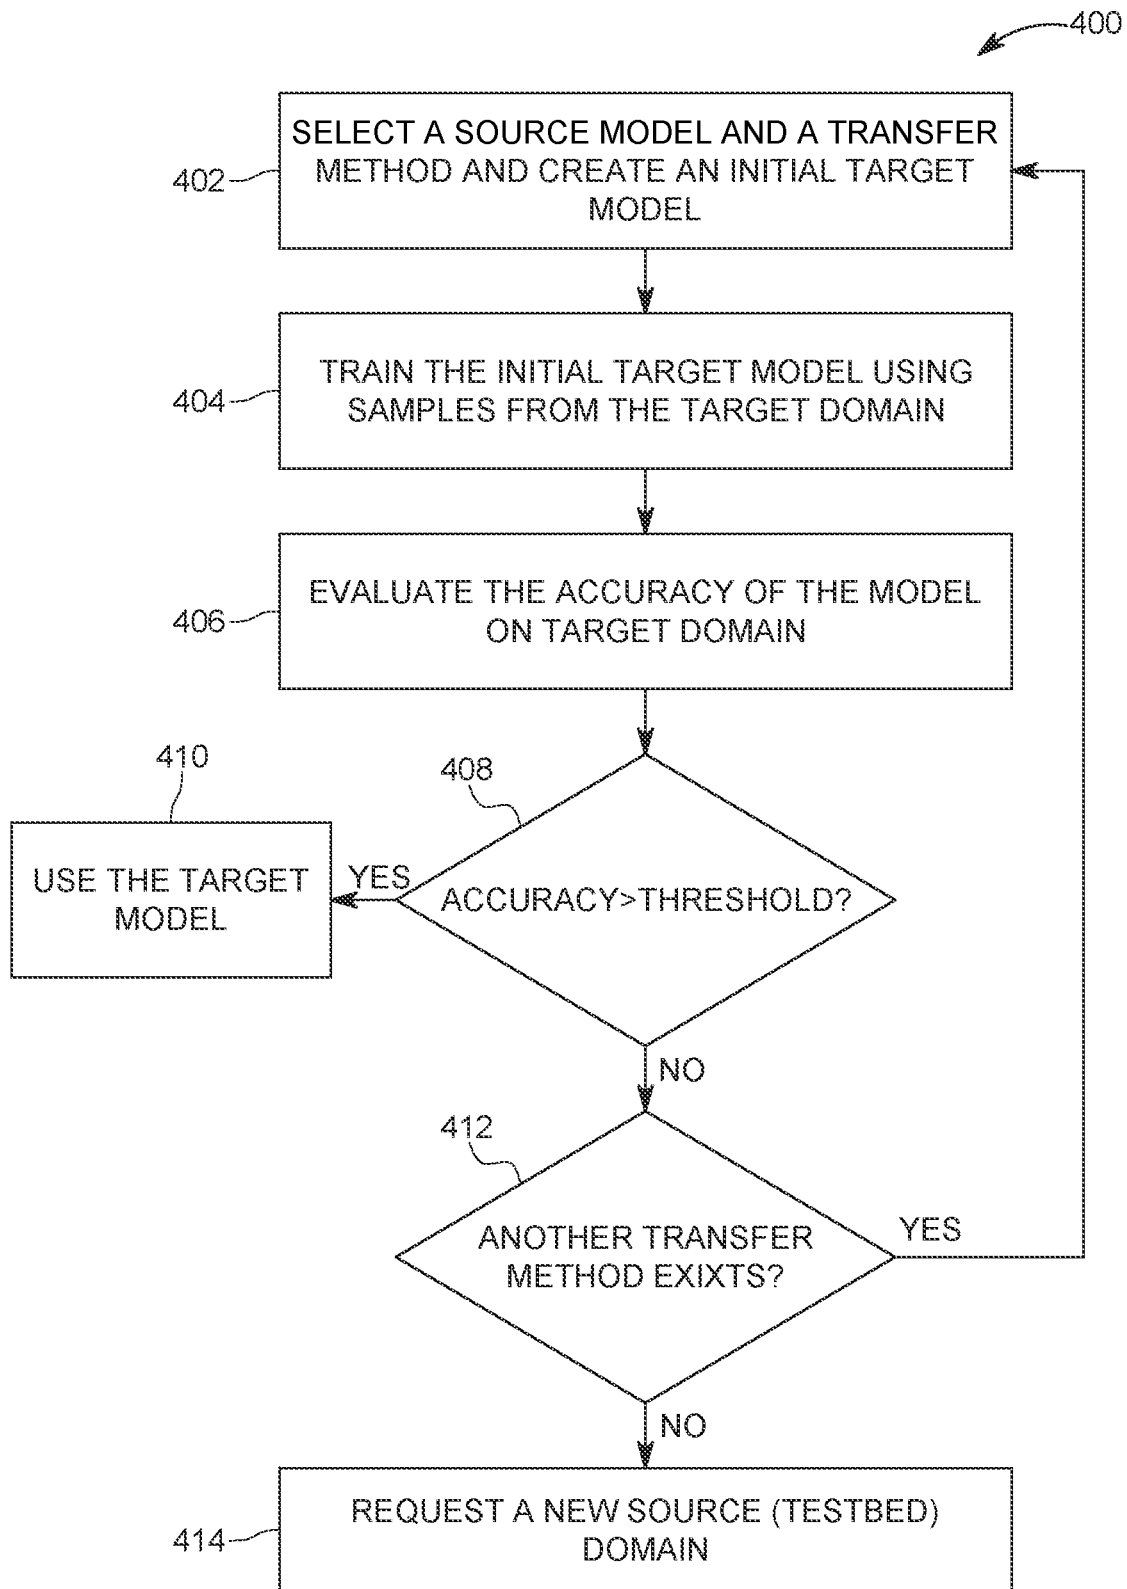 400
SELECT A SOURCE MODEL AND A TRANSFER
METHOD AND CREATE AN INITIAL TARGET
MODEL
402
TRAIN THE INITIAL TARGET MODEL USING
SAMPLES FROM THE TARGET DOMAIN
404
EVALUATE THE ACCURACY OF THE MODEL
ON TARGET DOMAIN
406
410
408
USE THE TARGET
MODEL
YES
ACCURACY>THRESHOLD?
NO
412
ANOTHER TRANSFER
METHOD EXIXTS?
YES
NO
REQUEST A NEW SOURCE (TESTBED)
DOMAIN
414